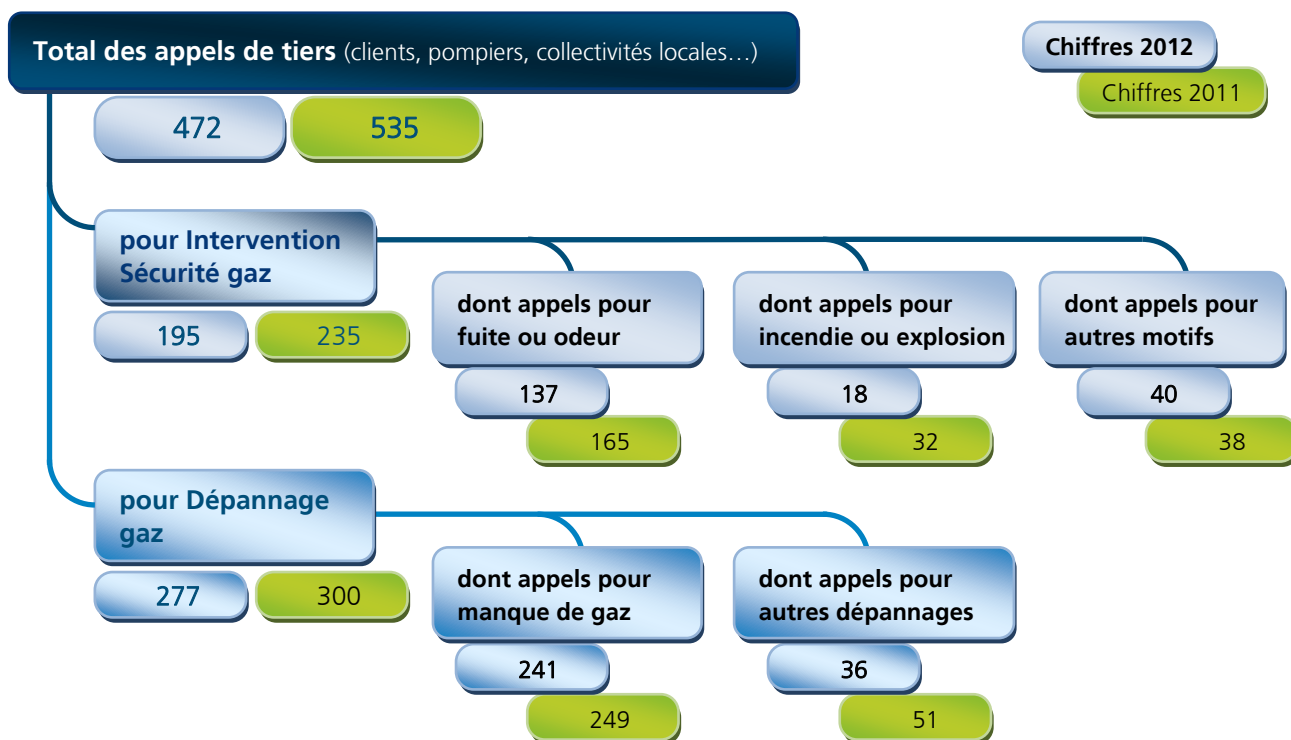 Total des appels de tiers (clients, pompiers, collectivités locales…)
Chiffres 2012
Chiffres 2011
472
535
pour Intervention
Sécurité gaz
195
235
dont appels pour
fuite ou odeur
137
165
dont appels pour
incendie ou explosion
18
32
dont appels pour
autres motifs
40
38
pour Dépannage
gaz
277
300
dont appels pour
manque de gaz
241
249
dont appels pour
autres dépannages
36
51